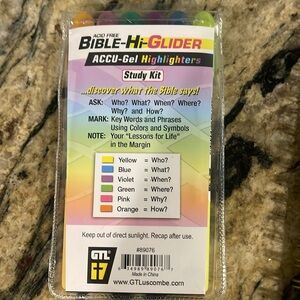 ACID FREE
BIBLE-Hi-GLIDER
ACCU-Gel Highlighters
Study Kit
...discover what the Bible says!
ASK: Who? What? When? Where?
Why? and How?
MARK: Key Words and Phrases
Using Colors and Symbols
NOTE: Your "Lessons for Life"
in the Margin
Yellow = Who?
Blue = What?
Violet = When?
Green = Where?
Pink = Why?
Orange = How?
Keep out of direct sunlight. Recap after use.
#89076
GTL
Made in China
www.GTLuscombe.com